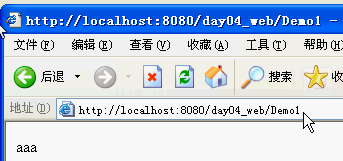 http://localhost:8080/day04_web/Demo1 -
文件(F) 编辑(E) 查看(V) 收藏(A) 工具(T) 帮助(H)
后退 搜索 收
地址(D) http://localhost:8080/day04_web/Demo1
aaa